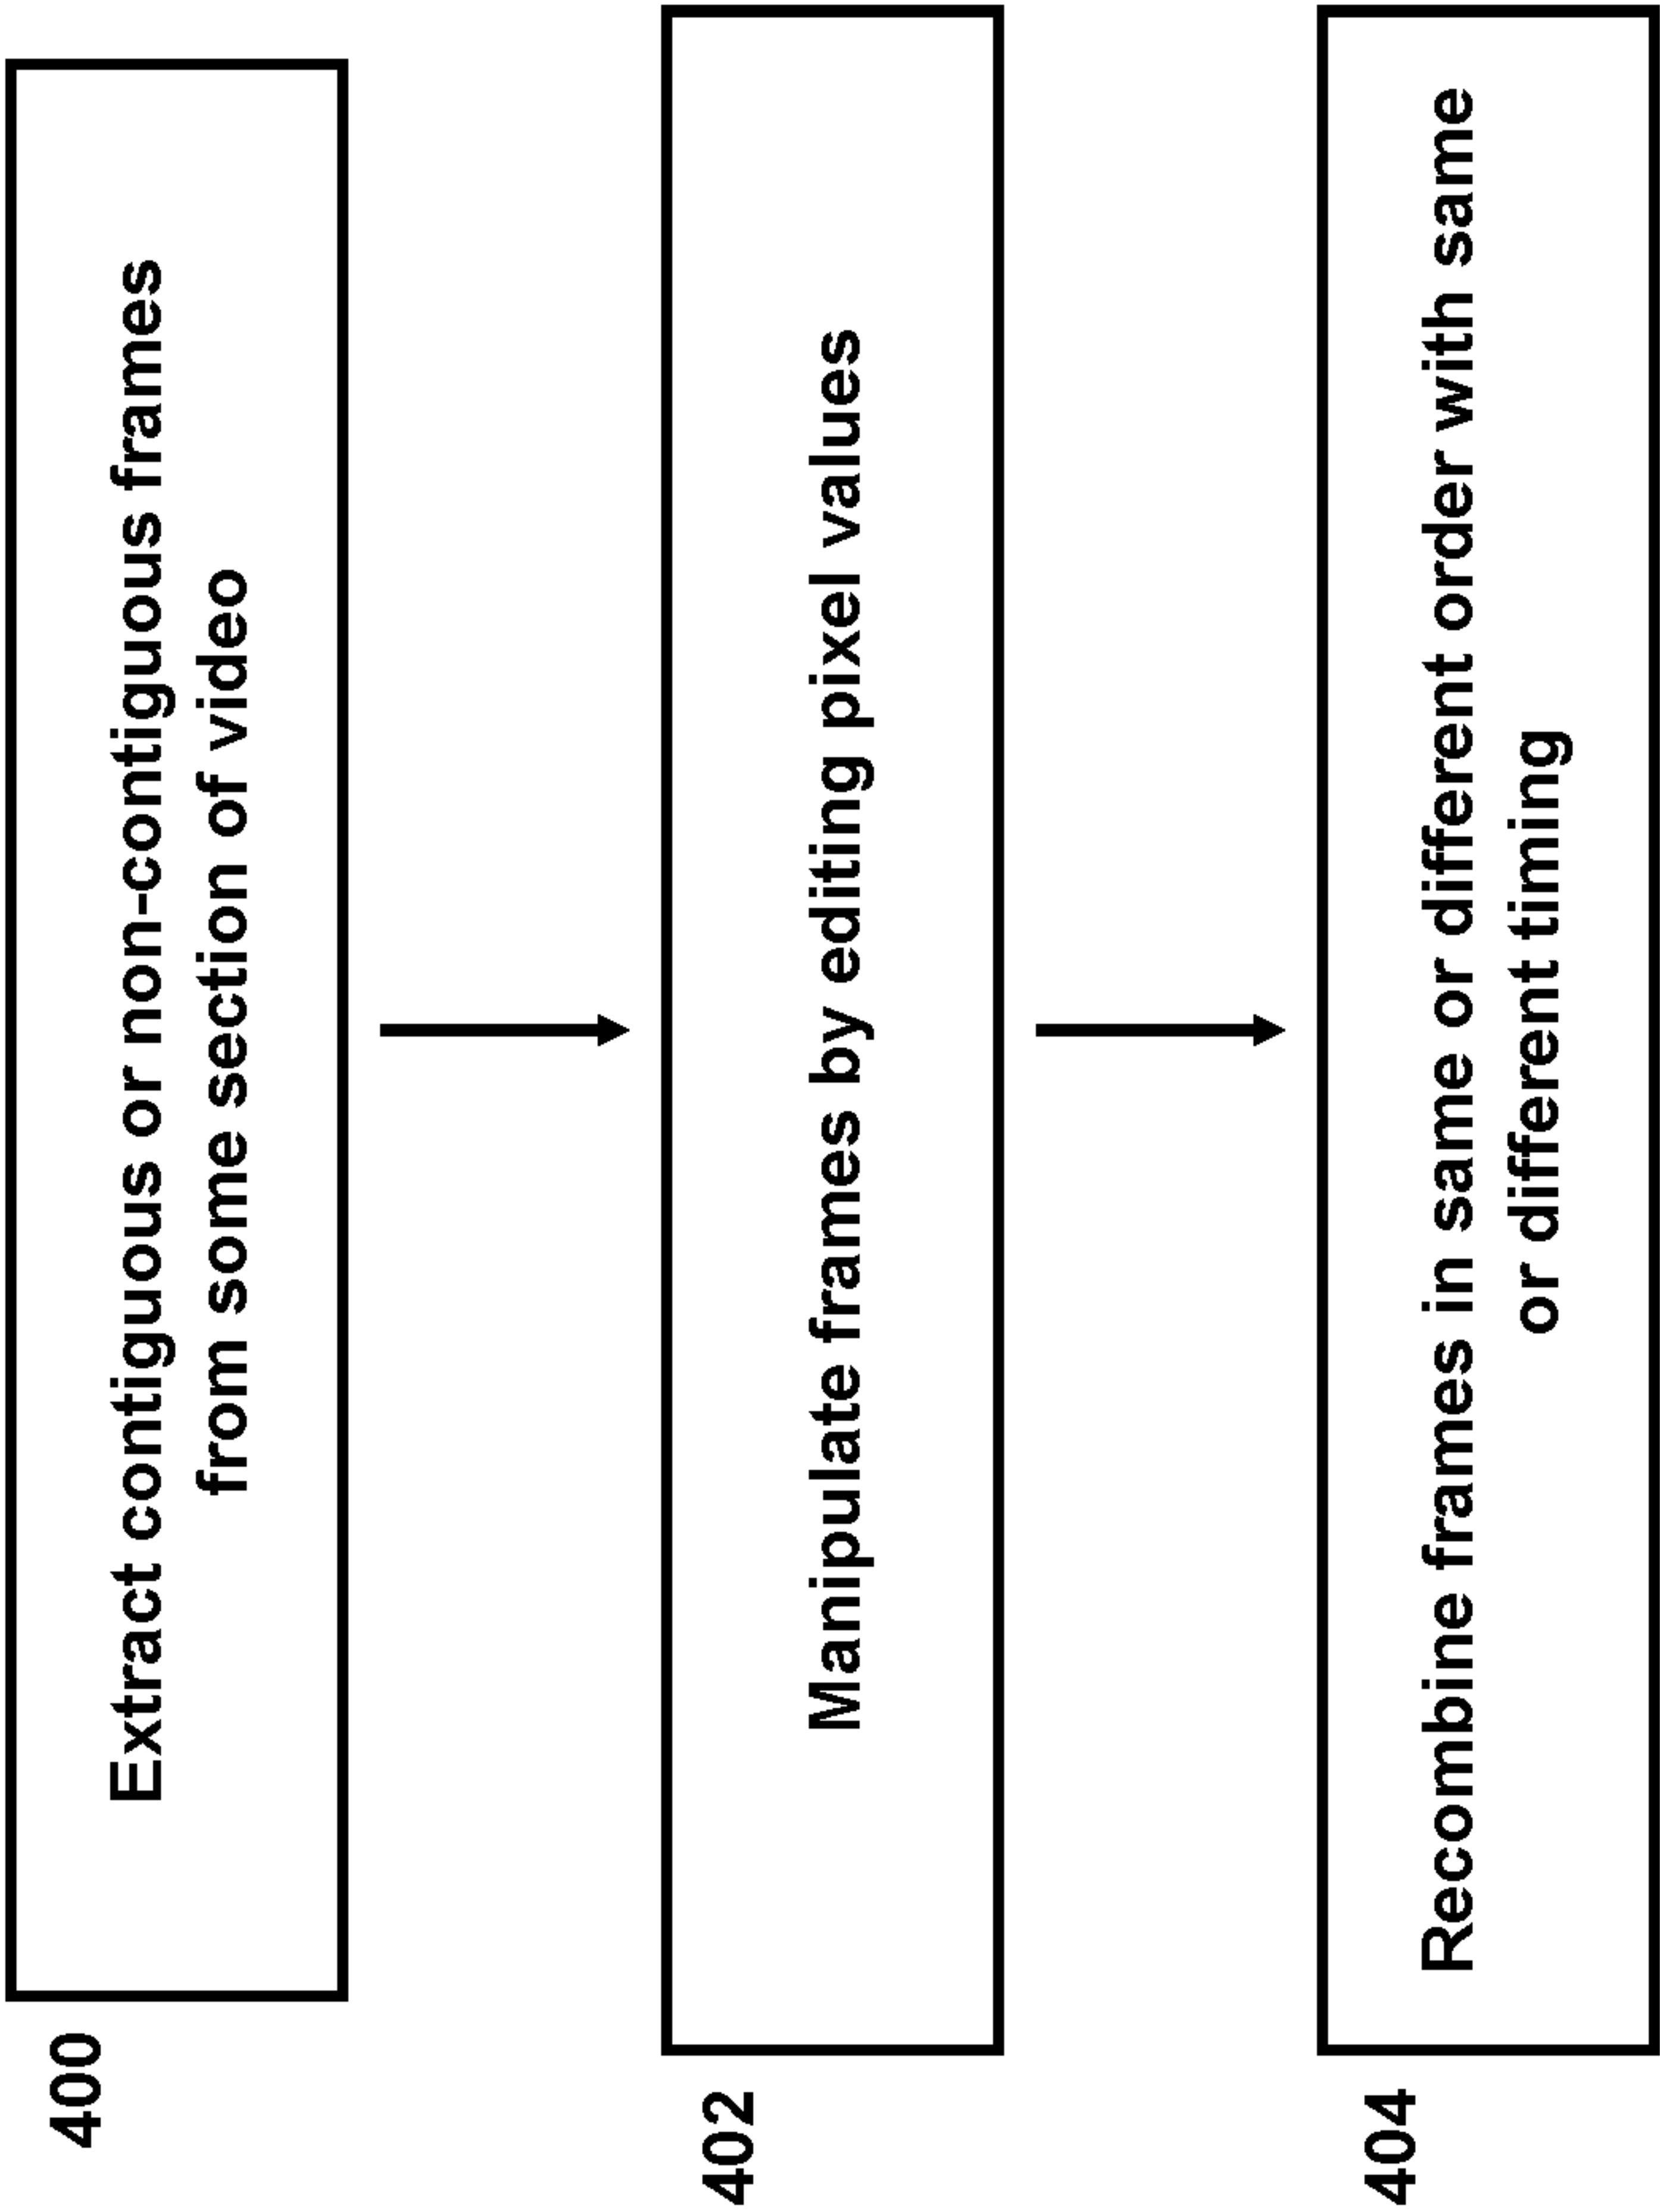 400
Extract contiguous or non-contiguous frames
from some section of video
402
Manipulate frames by editing pixel values
404
Recombine frames in same or different order with same
or different timing